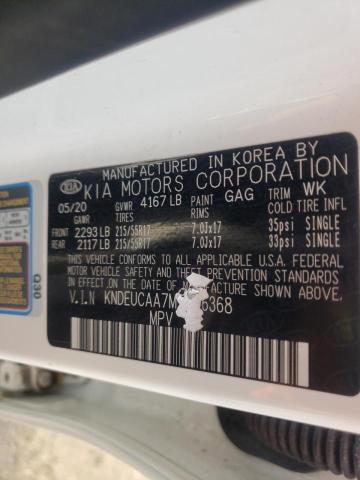 MANUFACTURED IN KOREA BY
KIA KIA MOTORS CORPORATION
05/20 GVWR 4167 LB PAINT GAG TRIM WK
TIRES RIMS COLD TIRE INFL
FRONT 2293 LB 215/55R17 7.0Jx17 35psi SINGLE
REAR 2117 LB 215/55R17 7.0Jx17 33psi SINGLE
THIS VEHICLE CONFORMS TO ALL APPLICABLE U.S.A. FEDERAL
MOTOR VEHICLE SAFETY AND THEFT PREVENTION STANDARDS
IN EFFECT ON THE DATE OF MANUFACTURE SHOWN ABOVE.
V.I.N KNDEUCAA7M 5368
MPV
Q30